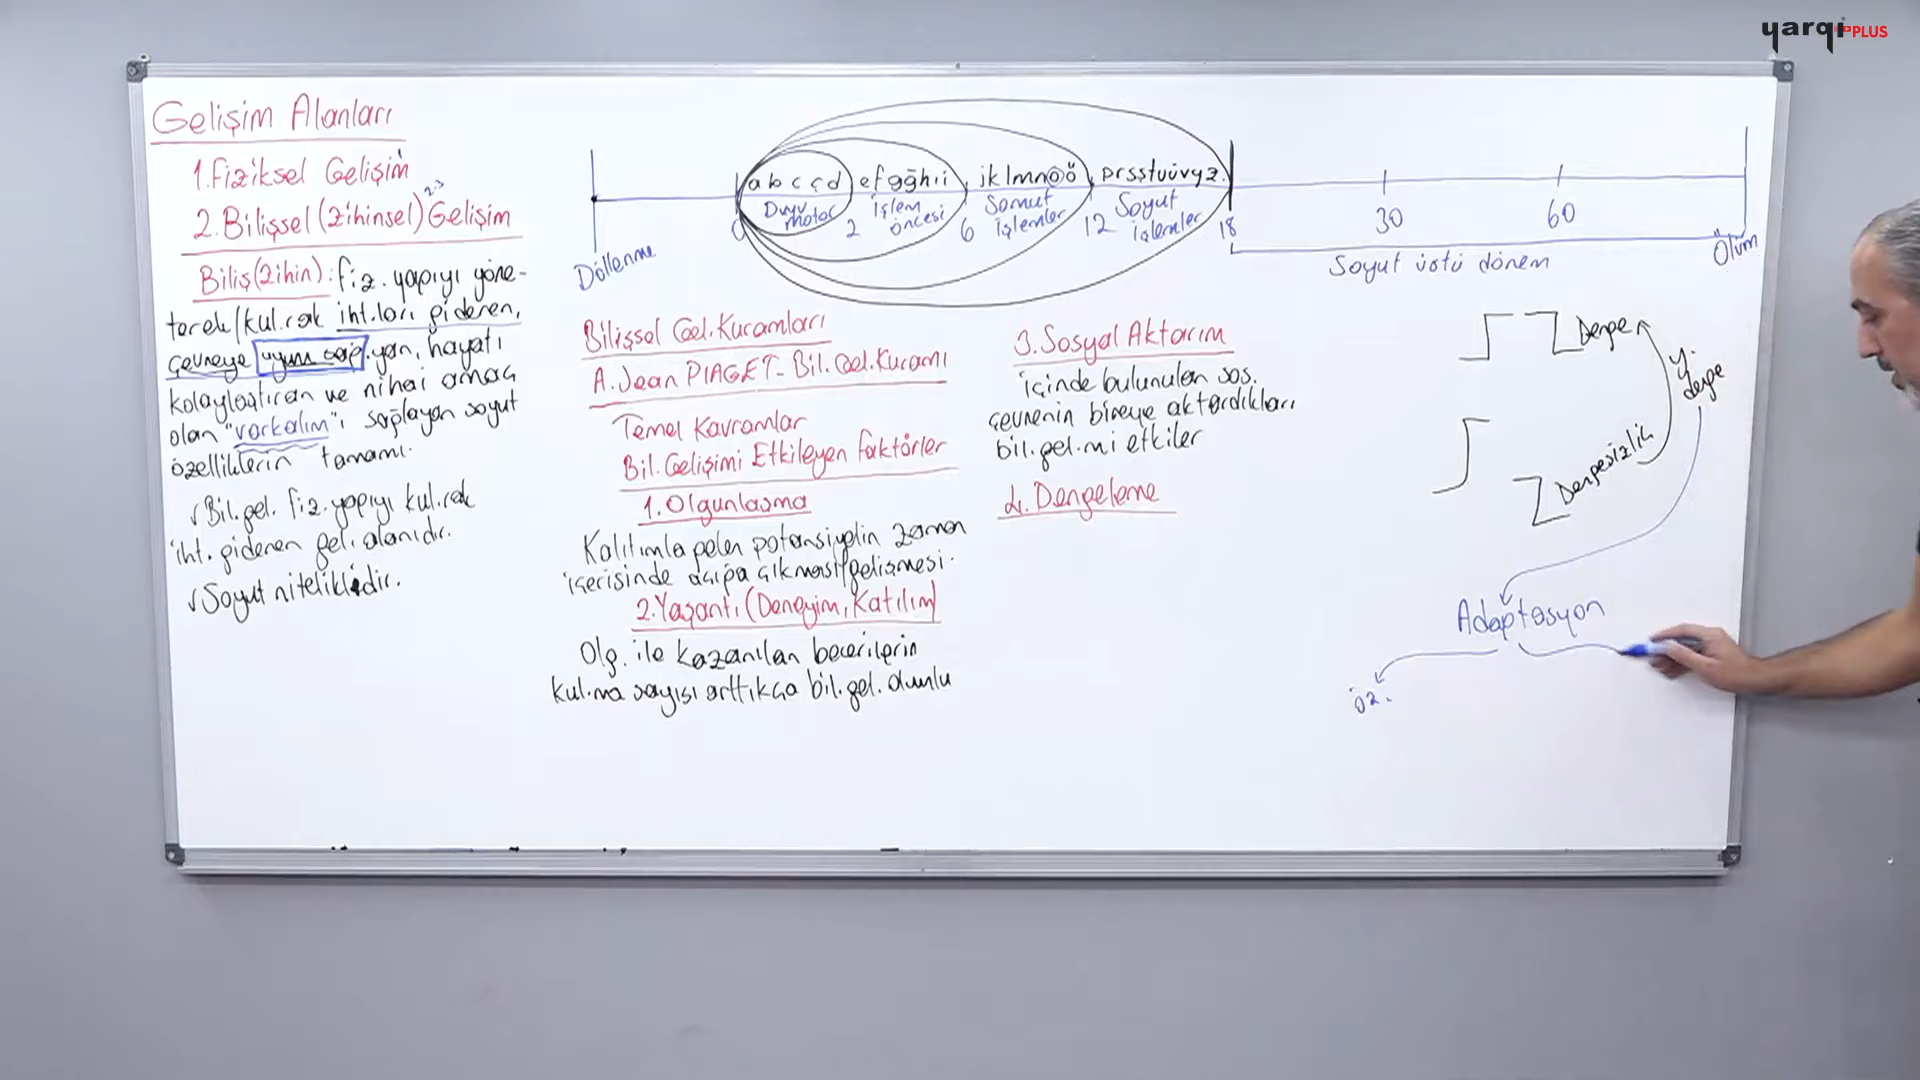 yarqi PLUS
Gelişim Alanları
1. Fiziksel Gelişim
2. Bilişsel (Zihinsel) Gelişim
Biliş (Zihin): fiz. yapıyı yöne-
terek/kul.rak iht.ları gideren,
çevreye uyum sağ.yan, hayatı
kolaylaştıran ve nihai amaç
olan "varkalım"ı sağlayan soyut
özelliklerin tamamı.
√ Bil. gel. fiz. yapıyı kul.rak
iht. gideren gel. alanıdır.
√ Soyut niteliklidir.
a b c ç d e f g ğ h ı i j k l m n o ö p r s ş t u ü v y z
Duyu motor
İşlem öncesi
Somut işlemler
Soyut işlemler
0 2 6 12 18 30 60
Döllenme
Soyut üstü dönem
Ölüm
Bilişsel Gel. Kuramları
A. Jean PIAGET - Bil. Gel. Kuramı
Temel Kavramlar
Bil. Gelişimi Etkileyen Faktörler
1. Olgunlaşma
Kalıtımla gelen potansiyelin zaman
içerisinde açığa çıkması/gelişmesi.
2. Yaşantı (Deneyim, Katılım)
Olg. ile kazanılan becerilerin
kul.ma sayısı arttıkça bil. gel. olumlu
3. Sosyal Aktarım
içinde bulunulan sos.
çevrenin bireye aktardıkları
bil. gel.mi etkiler
4. Dengeleme
Denge
Y.
denge
Dengesizlik
Adaptasyon
öz.